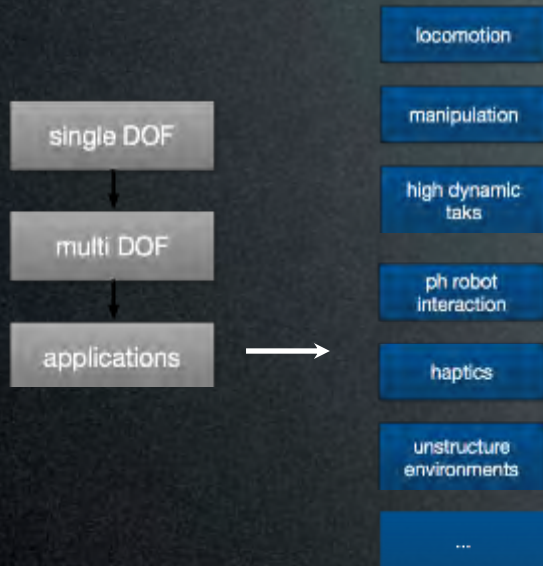 single DOF
multi DOF
applications
locomotion
manipulation
high dynamic
taks
ph robot
interaction
haptics
unstructure
environments
...